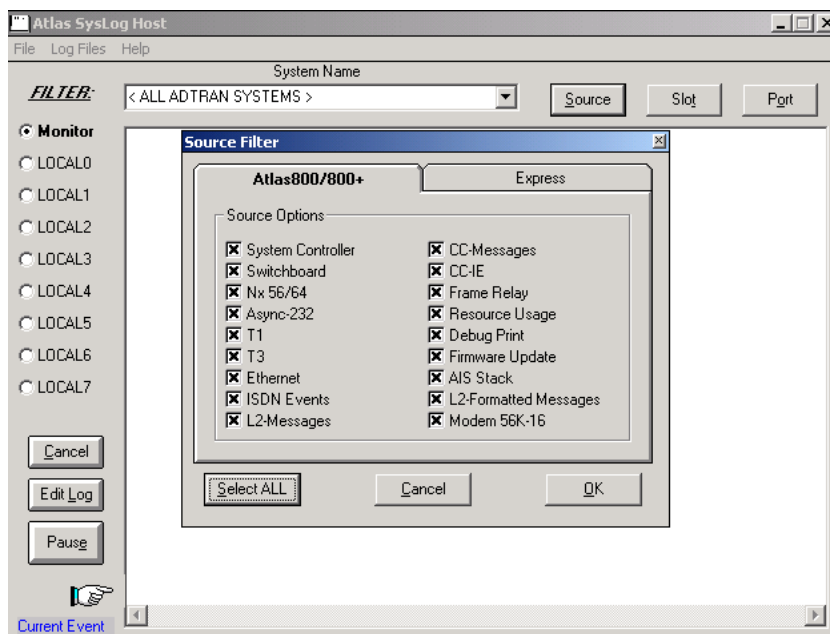 Atlas SysLog Host
File Log Files Help
System Name
FILTER:
< ALL ADTRAN SYSTEMS >
Source
Slot
Port
Monitor
LOCAL0
LOCAL1
LOCAL2
LOCAL3
LOCAL4
LOCAL5
LOCAL6
LOCAL7
Cancel
Edit Log
Pause
Current Event
Source Filter
Atlas800/800+
Express
Source Options
System Controller
Switchboard
Nx 56/64
Async-232
T1
T3
Ethernet
ISDN Events
L2-Messages
CC-Messages
CC-IE
Frame Relay
Resource Usage
Debug Print
Firmware Update
AIS Stack
L2-Formatted Messages
Modem 56K-16
Select ALL
Cancel
OK